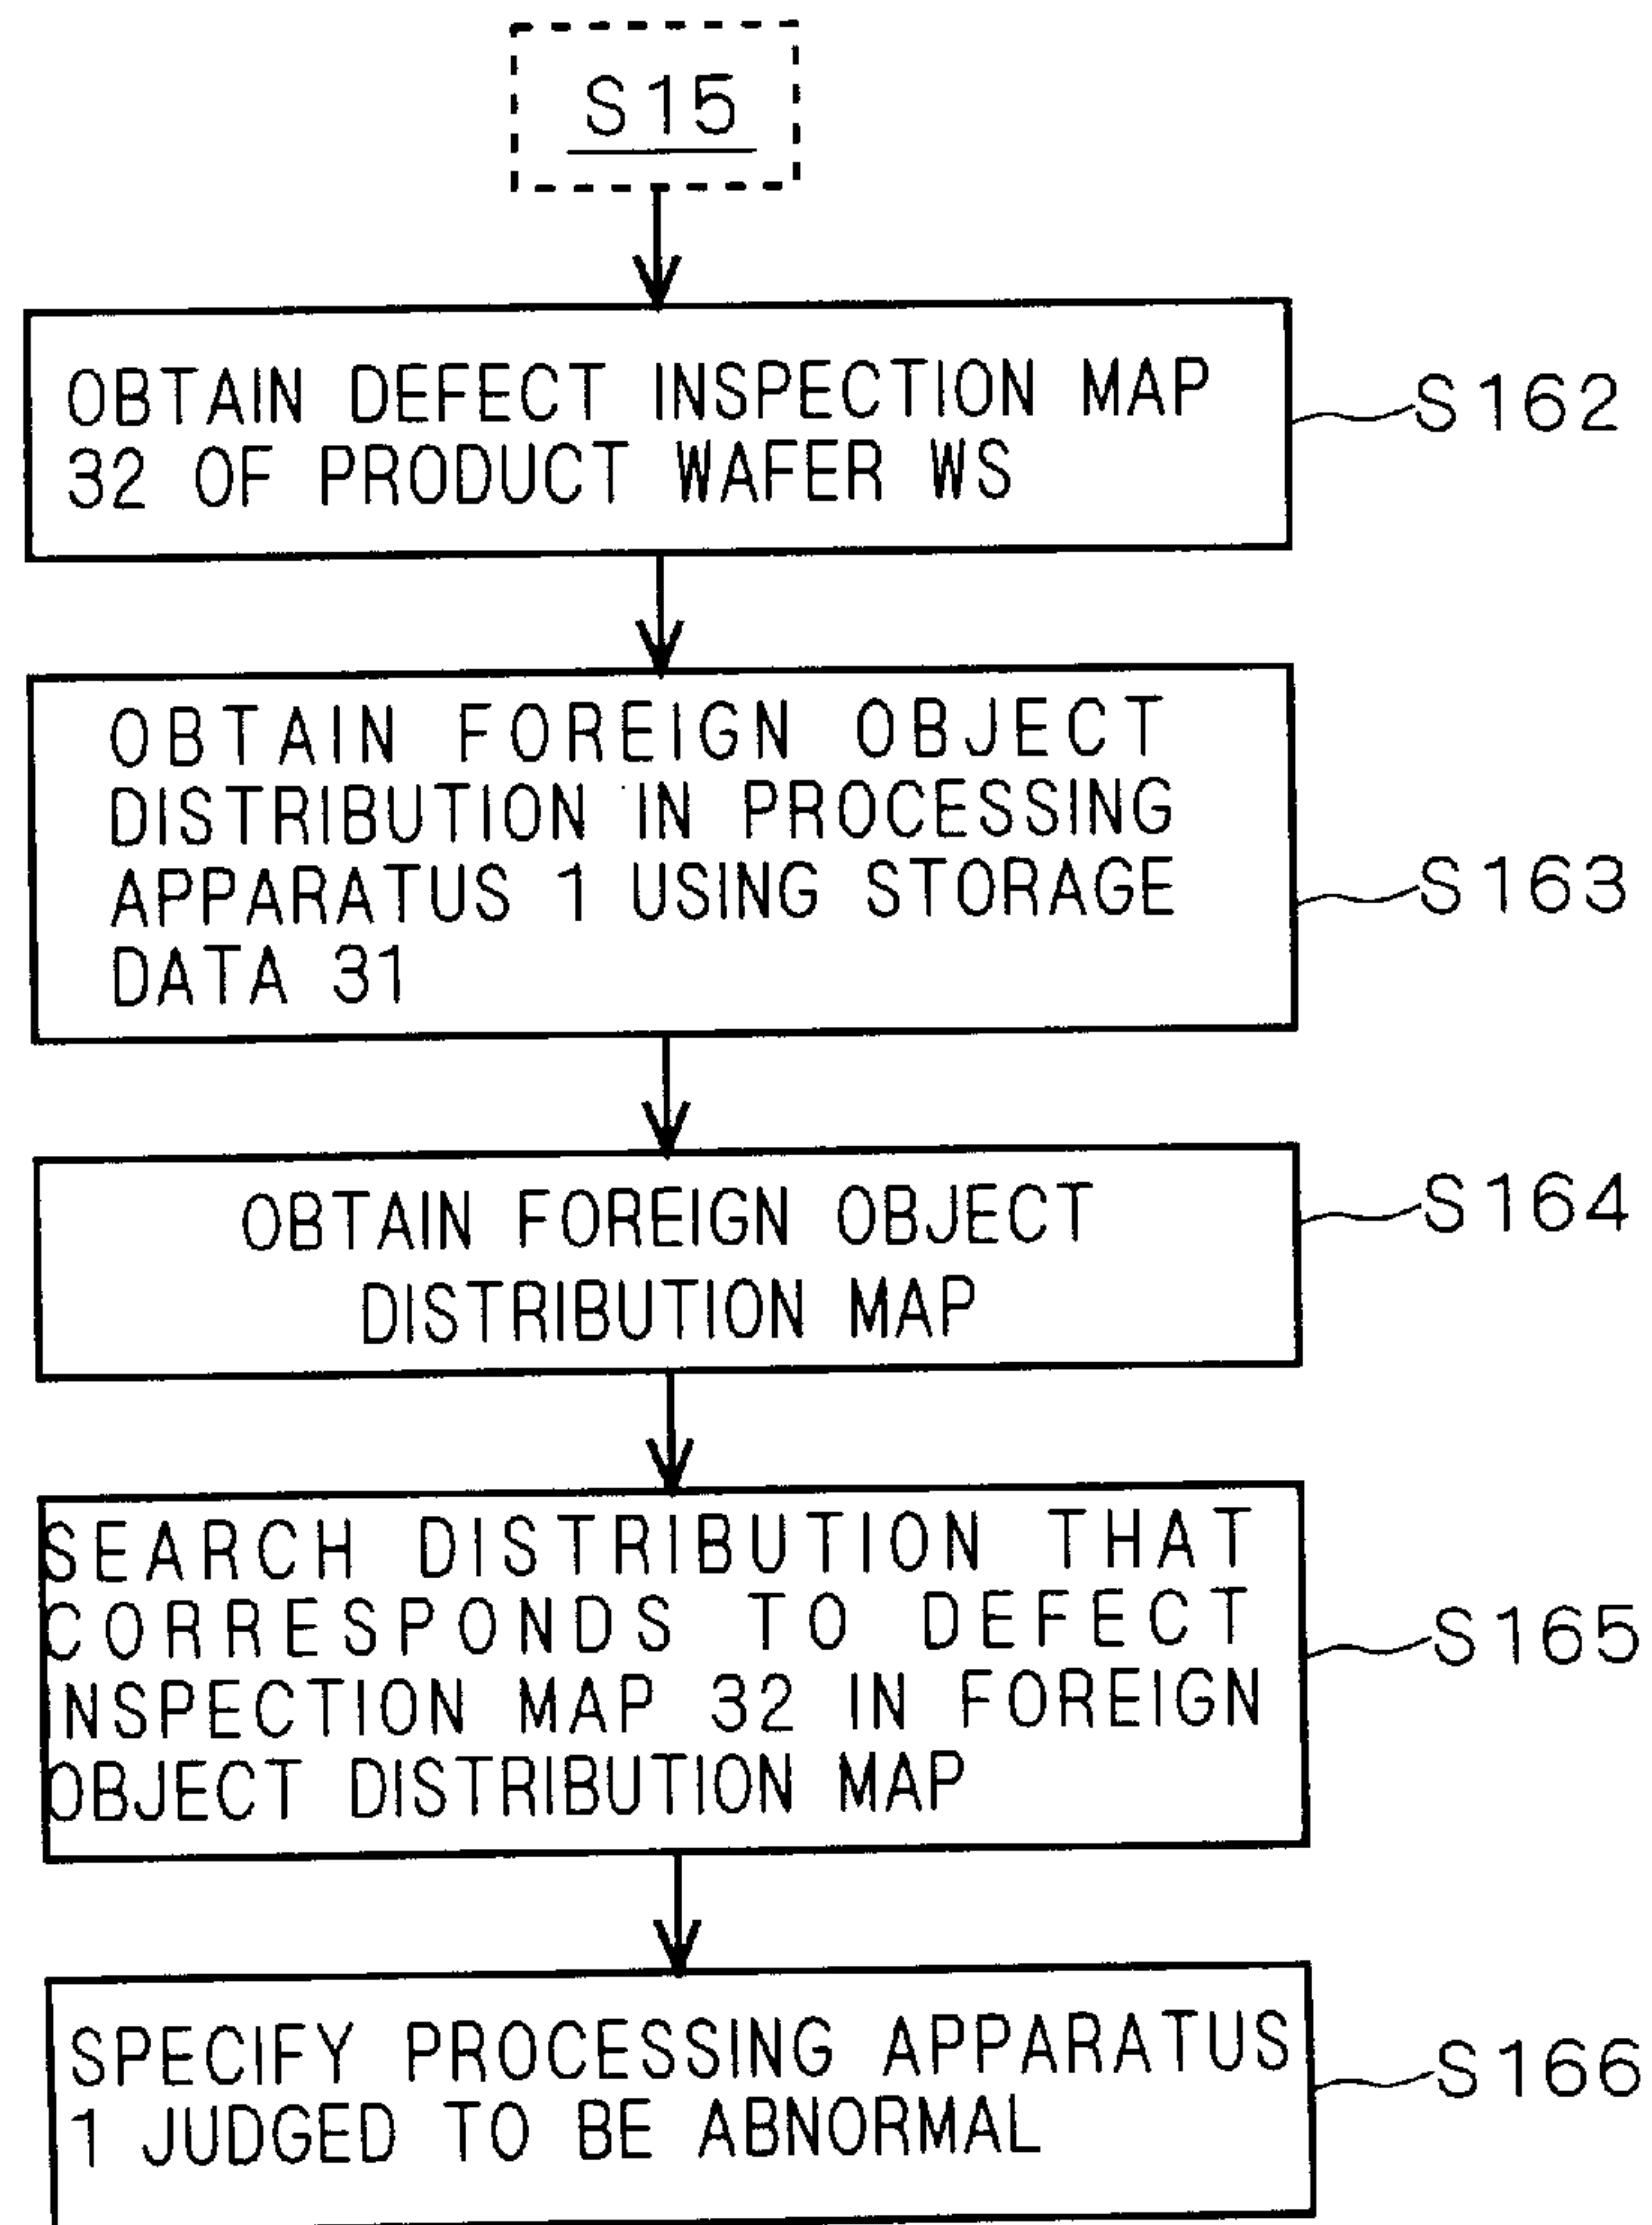 S15
OBTAIN DEFECT INSPECTION MAP
32 OF PRODUCT WAFER WS
S162
OBTAIN FOREIGN OBJECT
DISTRIBUTION IN PROCESSING
APPARATUS 1 USING STORAGE
DATA 31
S163
OBTAIN FOREIGN OBJECT
DISTRIBUTION MAP
S164
SEARCH DISTRIBUTION THAT
CORRESPONDS TO DEFECT
INSPECTION MAP 32 IN FOREIGN
OBJECT DISTRIBUTION MAP
S165
SPECIFY PROCESSING APPARATUS
1 JUDGED TO BE ABNORMAL
S166